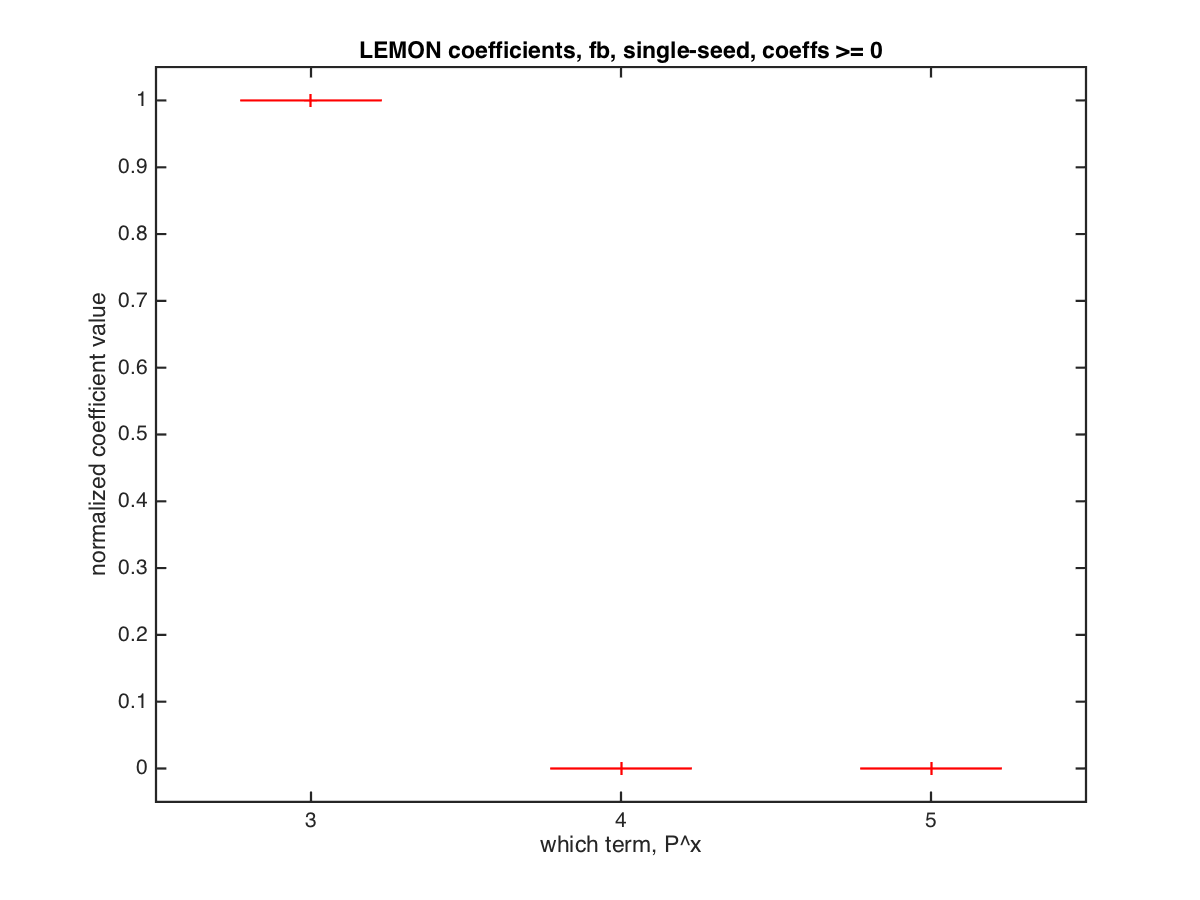 LEMON coefficients, fb, single-seed, coeffs >= 0
normalized coefficient value
1
0.9
0.8
0.7
0.6
0.5
0.4
0.3
0.2
0.1
0
3 4 5
which term, P^x